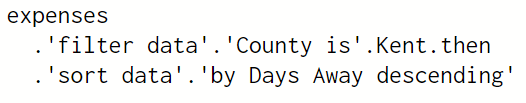 expenses
  .'filter data'.'County is'.Kent.then
  .'sort data'.'by Days Away descending'